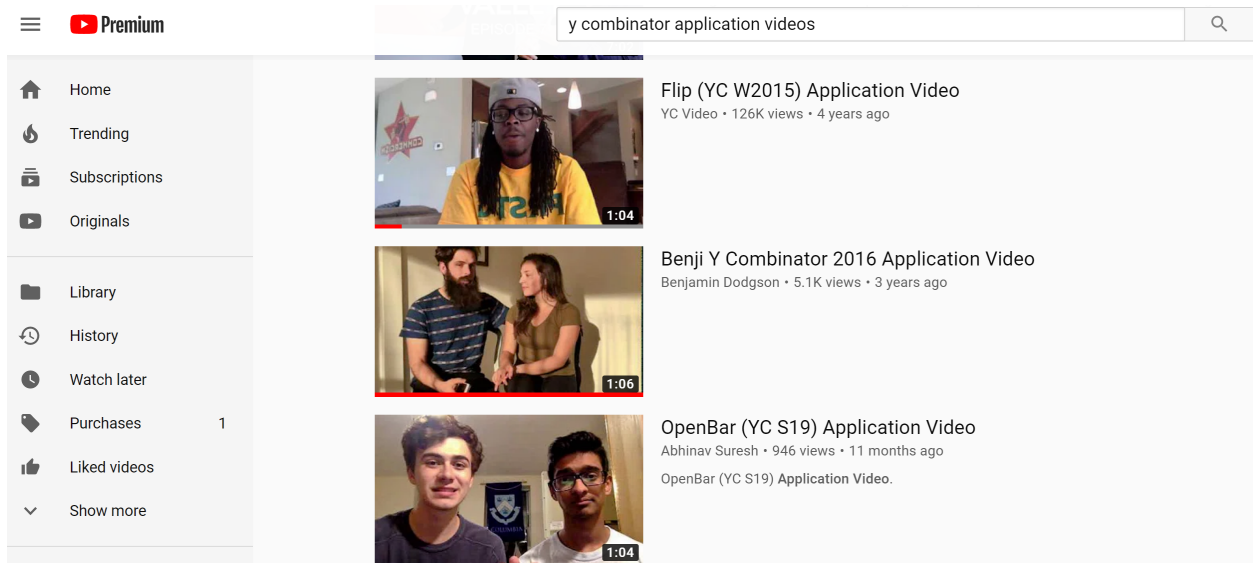 Premium
y combinator application videos
Home
Trending
Subscriptions
Originals
Library
History
Watch later
Purchases 1
Liked videos
Show more
1:04
Flip (YC W2015) Application Video
YC Video • 126K views • 4 years ago
1:06
Benji Y Combinator 2016 Application Video
Benjamin Dodgson • 5.1K views • 3 years ago
COLUMBIA
1:04
OpenBar (YC S19) Application Video
Abhinav Suresh • 946 views • 11 months ago
OpenBar (YC S19) Application Video.